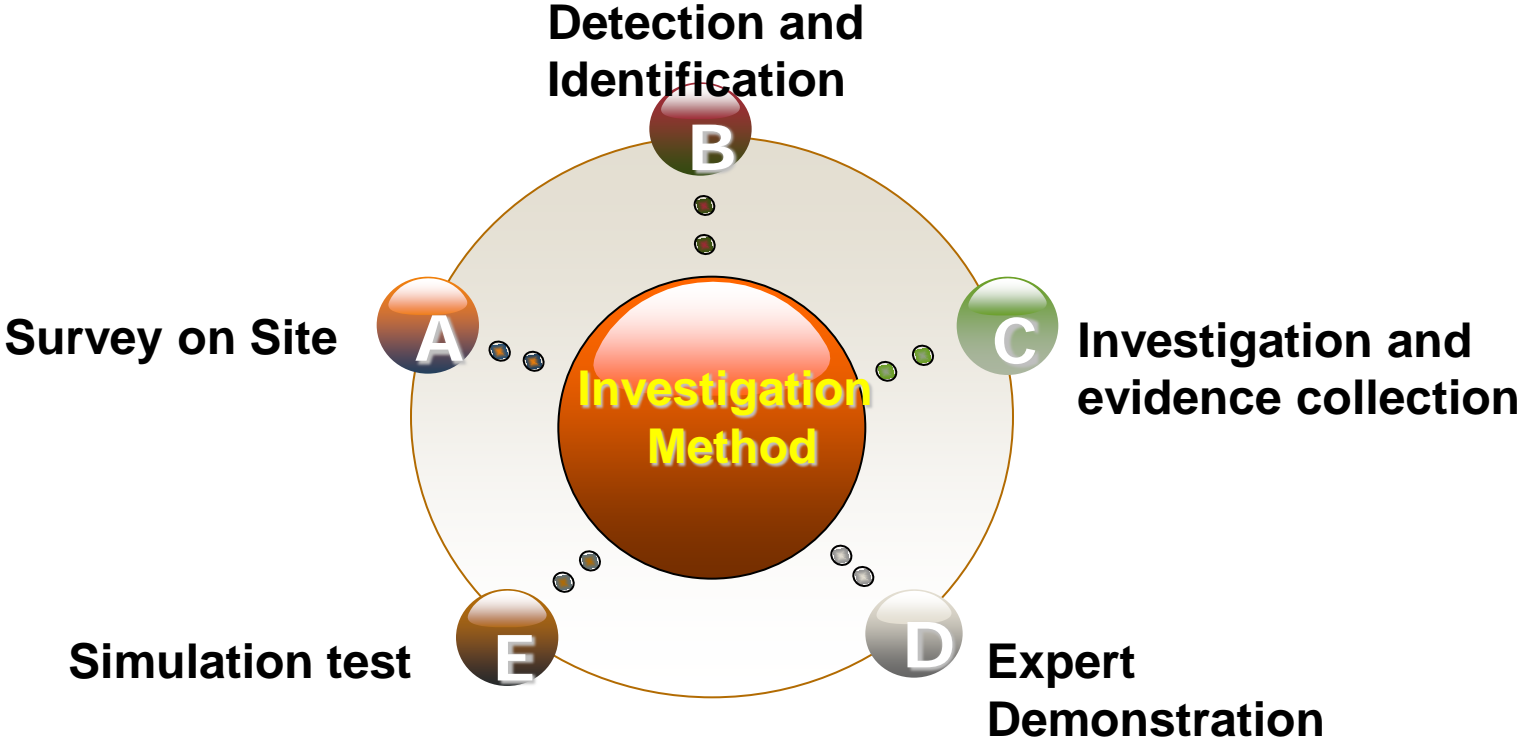 Detection and
Identification
B
Survey on Site
A
C
Investigation and
evidence collection
Investigation
Method
Simulation test
E
D
Expert
Demonstration